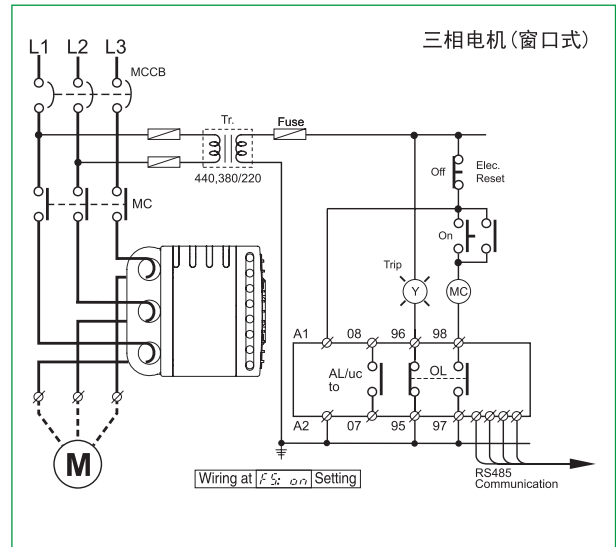 三相电机(窗口式)
L1 L2 L3
MCCB
Tr.
Fuse
440,380/220
Off
Elec.
Reset
MC
On
Trip
Y
MC
A1 08 96 98
AL/uc
to
OL
A2 07 95 97
M
Wiring at FS: on Setting
RS485
Communication